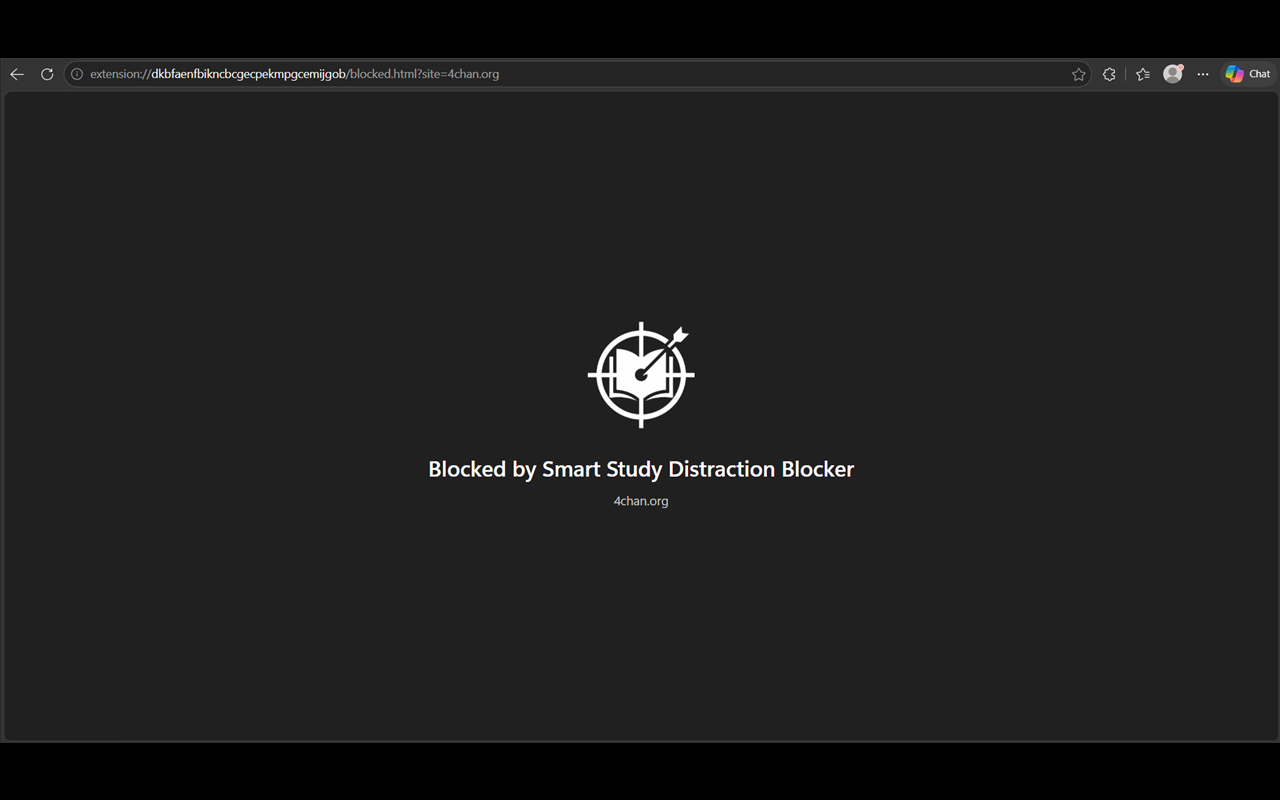 extension://dkbfaenfbikncbcgecpekmpgcemijgob/blocked.html?site=4chan.org
Chat
Blocked by Smart Study Distraction Blocker
4chan.org